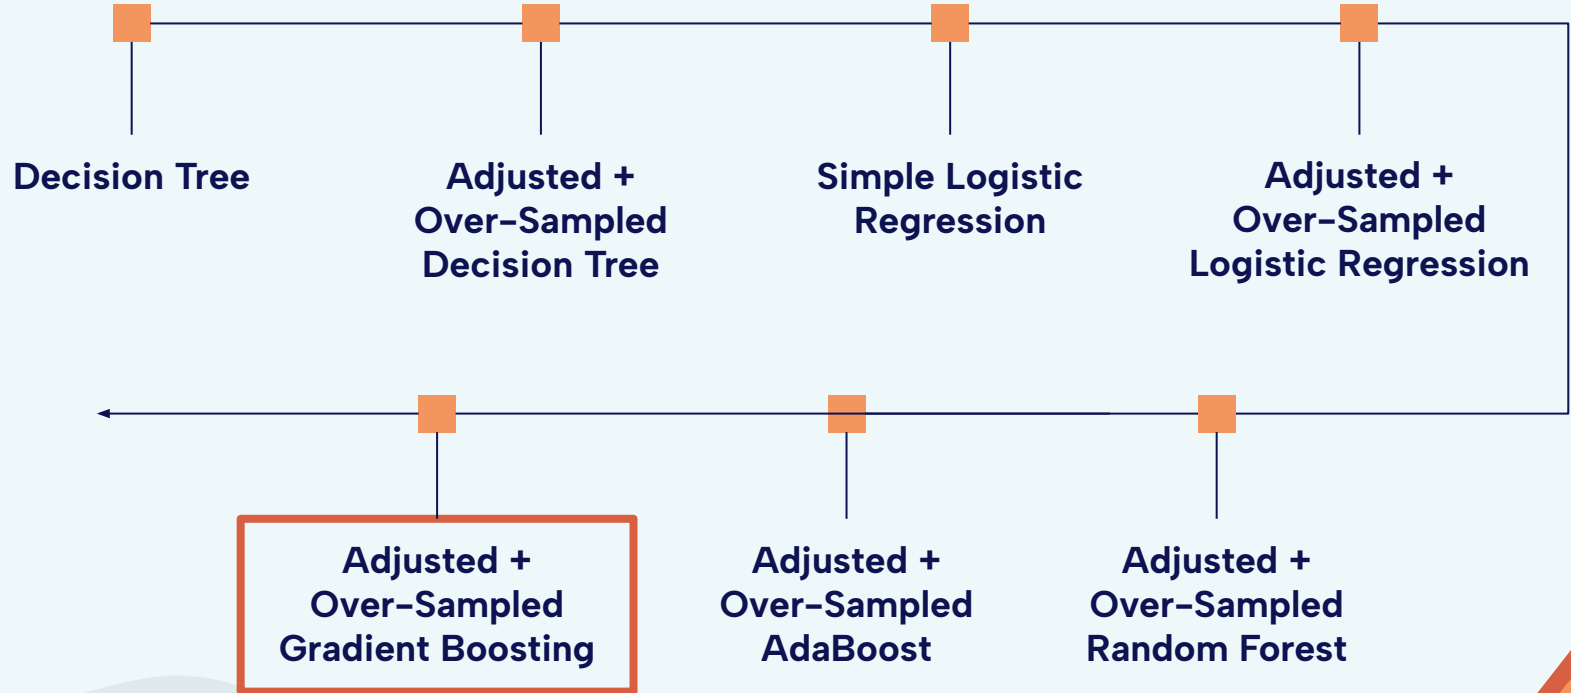 Decision Tree
Adjusted +
Over-Sampled
Decision Tree
Simple Logistic
Regression
Adjusted +
Over-Sampled
Logistic Regression
Adjusted +
Over-Sampled
Gradient Boosting
Adjusted +
Over-Sampled
AdaBoost
Adjusted +
Over-Sampled
Random Forest